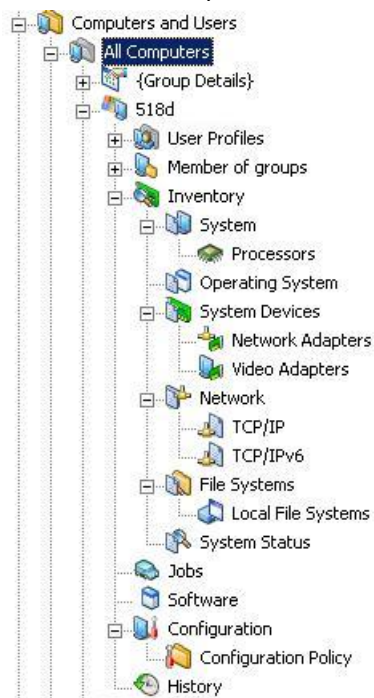 Computers and Users
All Computers
{Group Details}
518d
User Profiles
Member of groups
Inventory
System
Processors
Operating System
System Devices
Network Adapters
Video Adapters
Network
TCP/IP
TCP/IPv6
File Systems
Local File Systems
System Status
Jobs
Software
Configuration
Configuration Policy
History